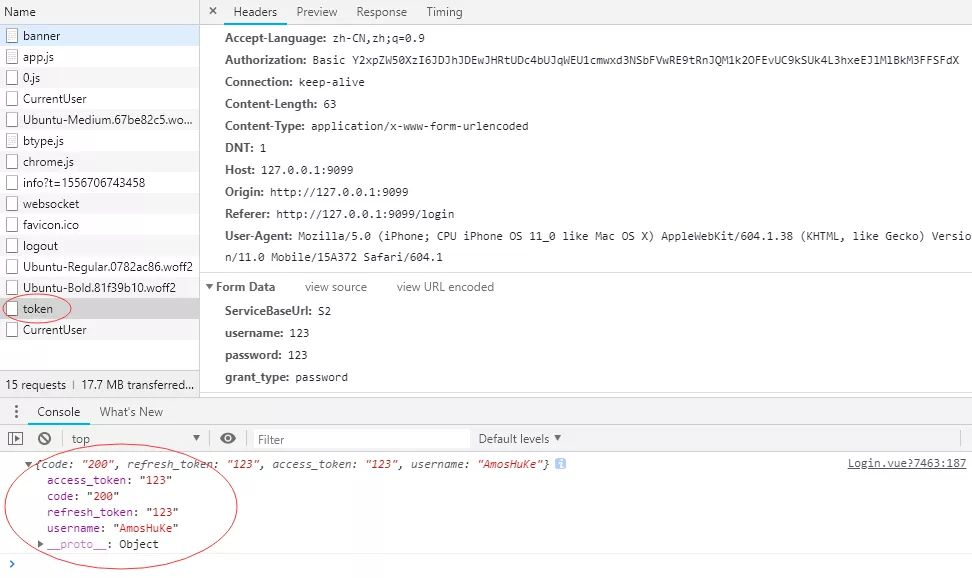 Name
banner
app.js
0.js
CurrentUser
Ubuntu-Medium.67be82c5.wo...
btype.js
chrome.js
info?t=1556706743458
websocket
favicon.ico
logout
Ubuntu-Regular.0782ac86.woff2
Ubuntu-Bold.81f39b10.woff2
token
CurrentUser
15 requests | 17.7 MB transferred...
× Headers Preview Response Timing
Accept-Language: zh-CN,zh;q=0.9
Authorization: Basic
Connection: keep-alive
Content-Length: 63
Content-Type: application/x-www-form-urlencoded
DNT: 1
Host: 127.0.0.1:9099
Origin: http://127.0.0.1:9099
Referer: http://127.0.0.1:9099/login
User-Agent: Mozilla/5.0 (iPhone; CPU iPhone OS 11_0 like Mac OS X) AppleWebKit/604.1.38 (KHTML, like Gecko) Versio
n/11.0 Mobile/15A372 Safari/604.1
▼Form Data view source view URL encoded
ServiceBaseUrl: S2
username: 123
password: 123
grant_type: password
Console What's New
top ▼ Filter Default levels ▼
▼{code: "200", refresh_token: "123", access_token: "123", username: "AmosHuKe"} i Login.vue?7463:187
access_token: "123"
code: "200"
refresh_token: "123"
username: "AmosHuKe"
▶__proto__: Object
>